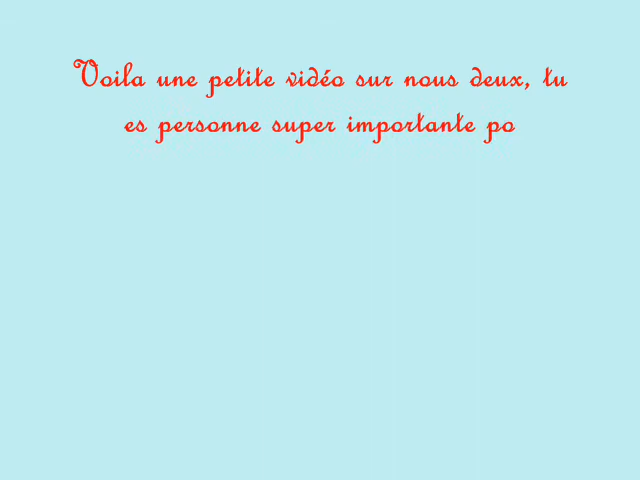 Voila une petite vidéo sur nous deux, tu
es personne super importante po